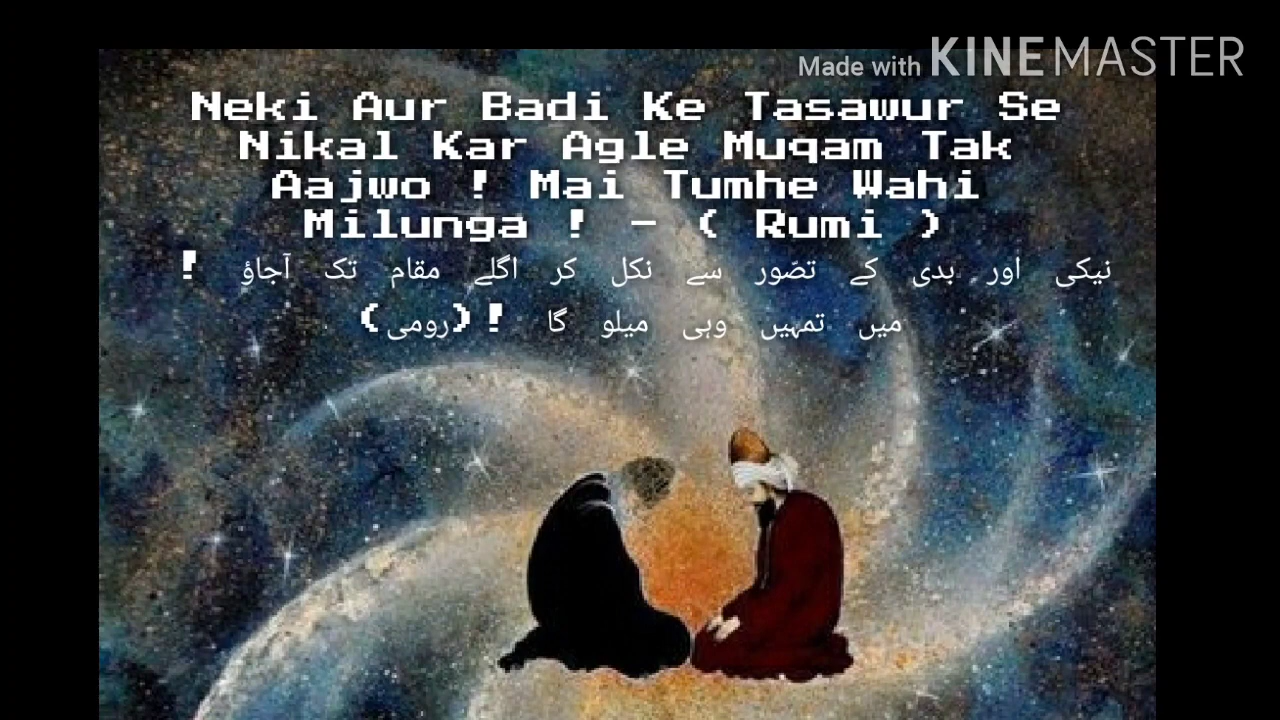 Made with KINEMASTER
Neki Aur Badi Ke Tasawur Se
Nikal Kar Agle Muqam Tak
Aajwo ! Mai Tumhe Wahi
Milunga ! - ( Rumi )
نیکی اور بدی کے تصّور سے نکل کر اگلے مقام تک آجاؤ !
میں تمہیں وہی میلو گا ! (رومی)